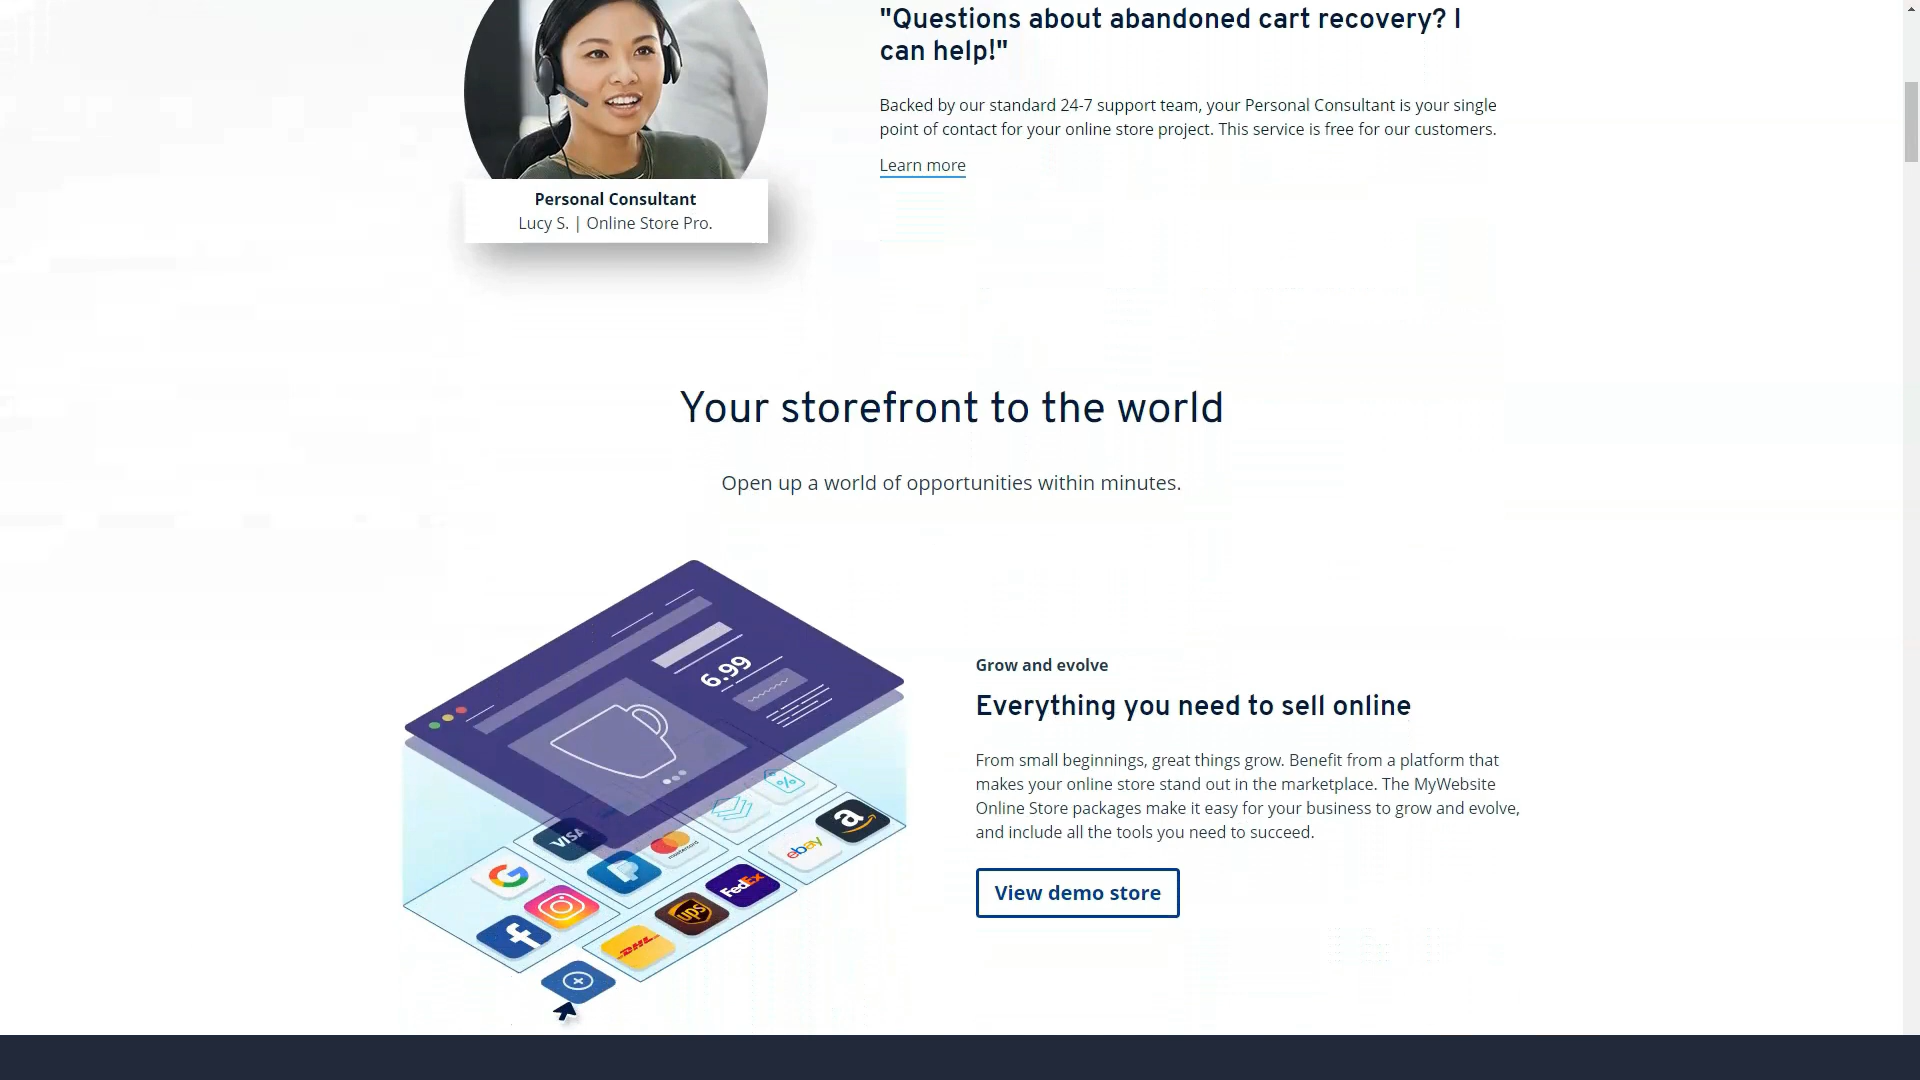 "Questions about abandoned cart recovery? I
can help!"
Backed by our standard 24-7 support team, your Personal Consultant is your single
point of contact for your online store project. This service is free for our customers.
Learn more
Personal Consultant
Lucy S. | Online Store Pro.
Your storefront to the world
Open up a world of opportunities within minutes.
6.99
%
VISA
mastercard
a
ebay
FedEx
ups
DHL
Grow and evolve
Everything you need to sell online
From small beginnings, great things grow. Benefit from a platform that
makes your online store stand out in the marketplace. The MyWebsite
Online Store packages make it easy for your business to grow and evolve,
and include all the tools you need to succeed.
View demo store